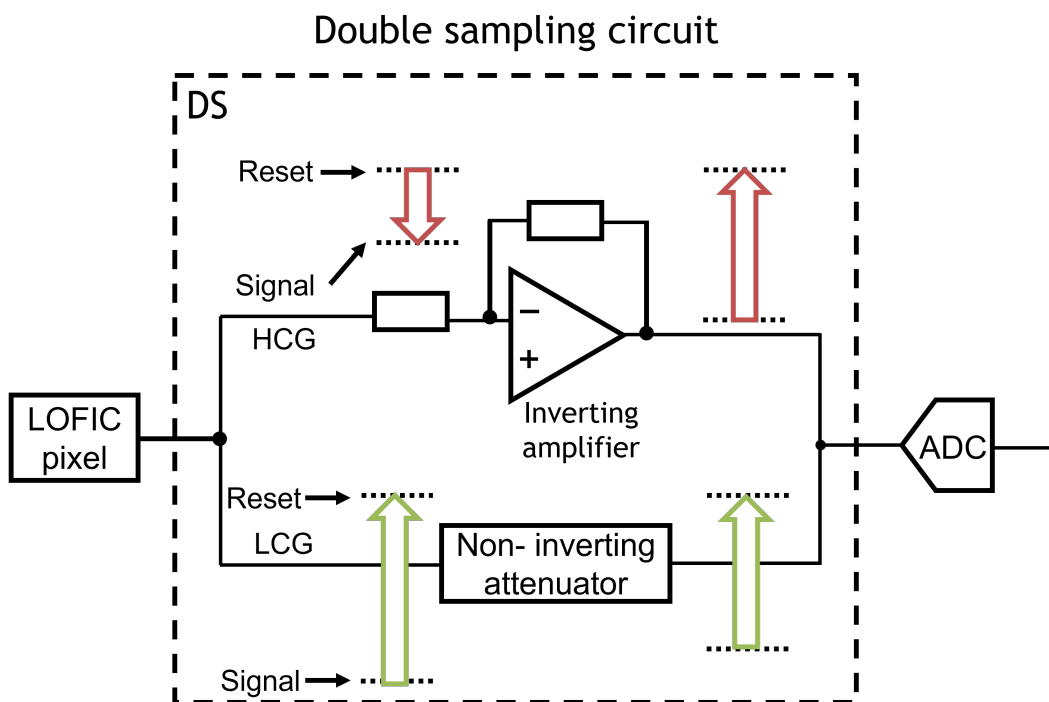 Double sampling circuit
DS
Reset
Signal
HCG
−
+
Inverting
amplifier
LOFIC
pixel
ADC
Reset
LCG
Non- inverting
attenuator
Signal